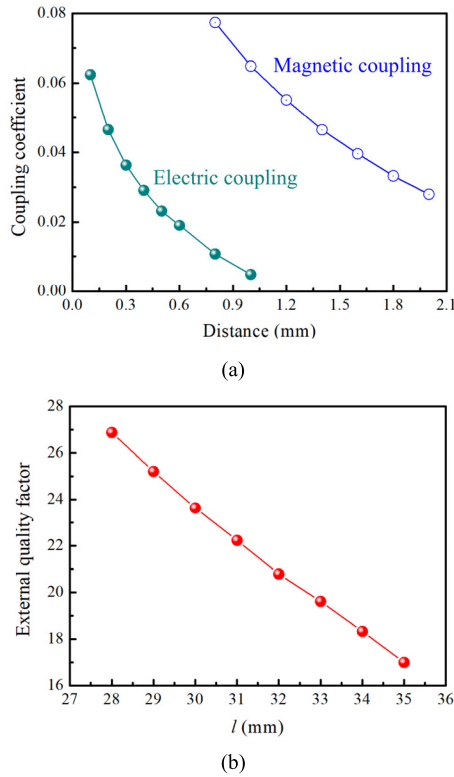 0.08
0.06
0.04
0.02
0.00
Coupling coefficient
Magnetic coupling
Electric coupling
0.0 0.3 0.6 0.9 1.2 1.5 1.8 2.1
Distance (mm)
(a)
28
26
24
22
20
18
16
External quality factor
27 28 29 30 31 32 33 34 35 36
l (mm)
(b)